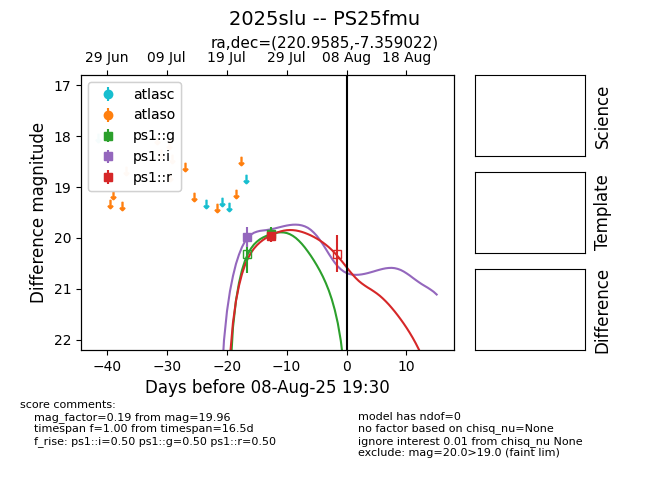 2025slu -- PS25fmu
ra,dec=(220.9585,-7.359022)
29 Jun 09 Jul 19 Jul 29 Jul 08 Aug 18 Aug
atlasc
atlaso
ps1::g
ps1::i
ps1::r
17
18
19
20
21
22
Difference magnitude
−40 −30 −20 −10 0 10
Days before 08-Aug-25 19:30
Science
Template
Difference
score comments:
mag_factor=0.19 from mag=19.96
timespan f=1.00 from timespan=16.5d
f_rise: ps1::i=0.50 ps1::g=0.50 ps1::r=0.50
model has ndof=0
no factor based on chisq_nu=None
ignore interest 0.01 from chisq_nu None
exclude: mag=20.0>19.0 (faint lim)